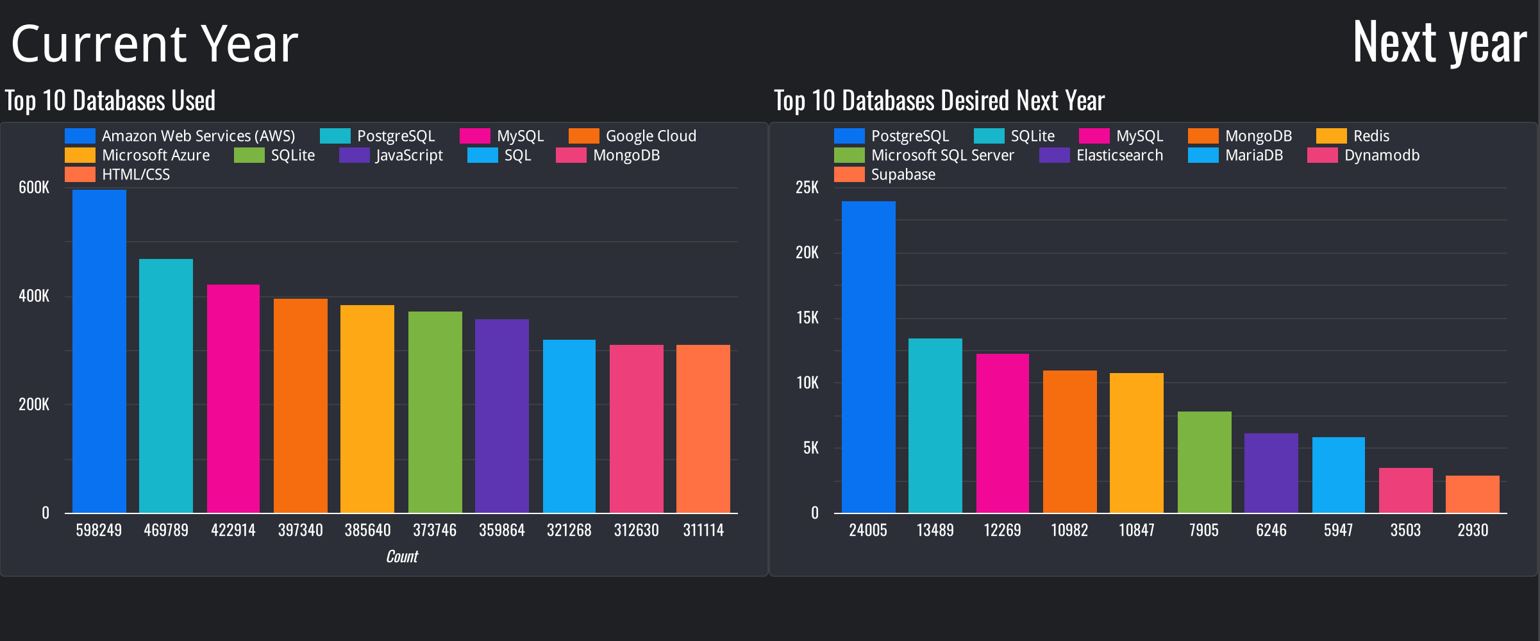 Current Year
Next year
Top 10 Databases Used
Amazon Web Services (AWS) PostgreSQL MySQL Google Cloud
Microsoft Azure SQLite JavaScript SQL MongoDB
HTML/CSS
600K
400K
200K
0
598249 469789 422914 397340 385640 373746 359864 321268 312630 311114
Count
Top 10 Databases Desired Next Year
PostgreSQL SQLite MySQL MongoDB Redis
Microsoft SQL Server Elasticsearch MariaDB Dynamodb
Supabase
25K
20K
15K
10K
5K
0
24005 13489 12269 10982 10847 7905 6246 5947 3503 2930